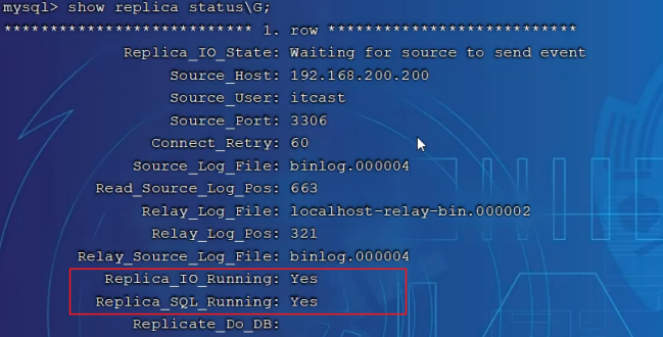 mysql> show replica status\G;
*************************** 1. row ***************************
Replica_IO_State: Waiting for source to send event
Source_Host: 192.168.200.200
Source_User: itcast
Source_Port: 3306
Connect_Retry: 60
Source_Log_File: binlog.000004
Read_Source_Log_Pos: 663
Relay_Log_File: localhost-relay-bin.000002
Relay_Log_Pos: 321
Relay_Source_Log_File: binlog.000004
Replica_IO_Running: Yes
Replica_SQL_Running: Yes
Replicate_Do_DB: